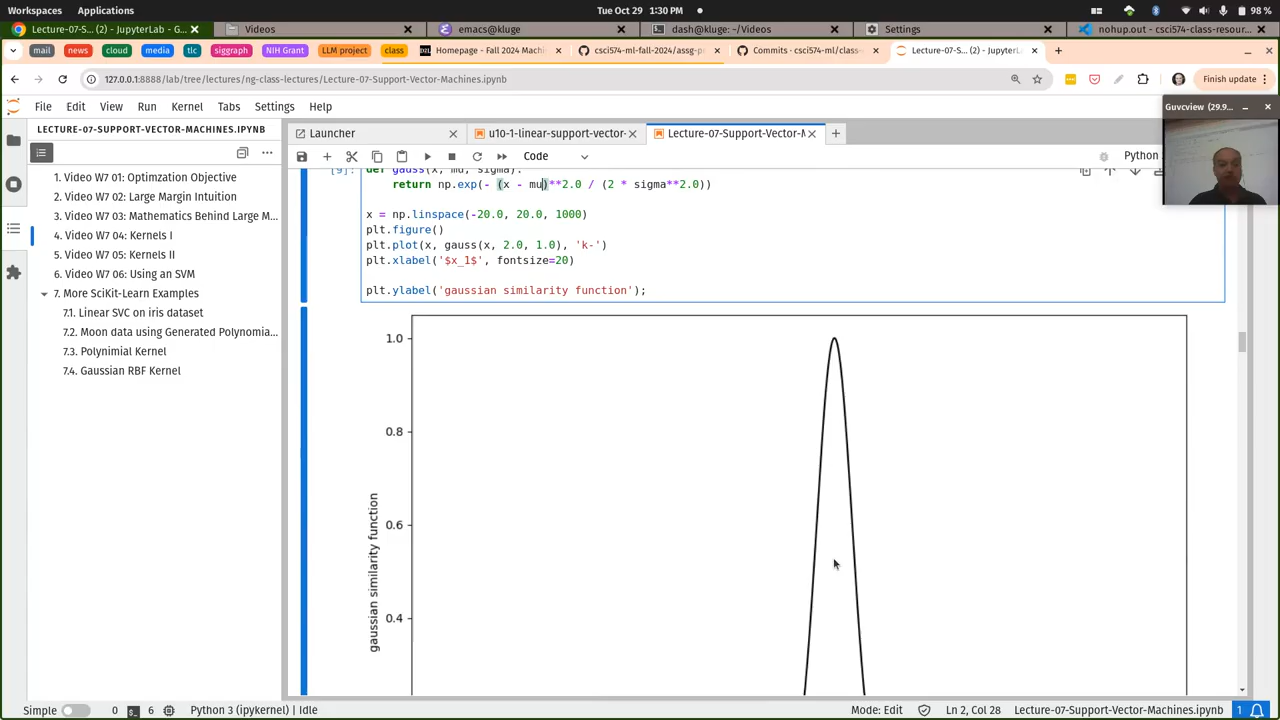 Workspaces Applications Tue Oct 29 1:30 PM 98 %
Lecture-07-S... (2) - JupyterLab - G... Videos emacs@kluge dash@kluge: ~/Videos Settings nohup.out - csci574-class-resour...
mail news cloud media tlc siggraph NIH Grant LLM project class Homepage - Fall 2024 Machi csci574-ml-fall-2024/assg-p Commits · csci574-ml/class- Lecture-07-S... (2) - JupyterL
127.0.0.1:8888/lab/tree/lectures/ng-class-lectures/Lecture-07-Support-Vector-Machines.ipynb Finish update
File Edit View Run Kernel Tabs Settings Help
Guvcview (29.9...
LECTURE-07-SUPPORT-VECTOR-MACHINES.IPYNB
Launcher u10-1-linear-support-vector- Lecture-07-Support-Vector-M
Code Python
1. Video W7 01: Optimzation Objective
2. Video W7 02: Large Margin Intuition
3. Video W7 03: Mathematics Behind Large M...
4. Video W7 04: Kernels I
5. Video W7 05: Kernels II
6. Video W7 06: Using an SVM
7. More SciKit-Learn Examples
7.1. Linear SVC on iris dataset
7.2. Moon data using Generated Polynomia...
7.3. Polynimial Kernel
7.4. Gaussian RBF Kernel
[9]: def gauss(x, mu, sigma):
return np.exp(- (x - mu)**2.0 / (2 * sigma**2.0))
x = np.linspace(-20.0, 20.0, 1000)
plt.figure()
plt.plot(x, gauss(x, 2.0, 1.0), 'k-')
plt.xlabel('$x_1$', fontsize=20)
plt.ylabel('gaussian similarity function');
1.0
0.8
0.6
0.4
gaussian similarity function
Simple 0 6 Python 3 (ipykernel) | Idle Mode: Edit Ln 2, Col 28 Lecture-07-Support-Vector-Machines.ipynb 1